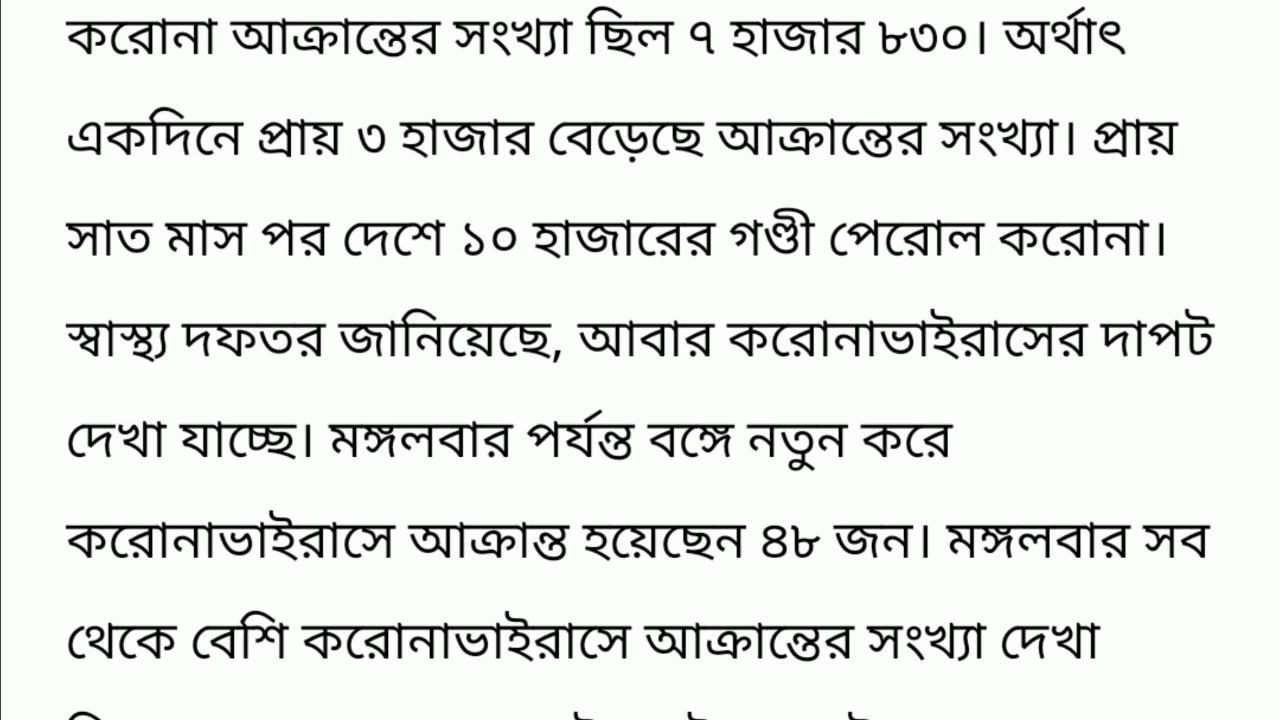 করোনা আক্রান্তের সংখ্যা ছিল ৭ হাজার ৮৩০। অর্থাৎ
একদিনে প্রায় ৩ হাজার বেড়েছে আক্রান্তের সংখ্যা। প্রায়
সাত মাস পর দেশে ১০ হাজারের গণ্ডী পেরোল করোনা।
স্বাস্থ্য দফতর জানিয়েছে, আবার করোনাভাইরাসের দাপট
দেখা যাচ্ছে। মঙ্গলবার পর্যন্ত বঙ্গে নতুন করে
করোনাভাইরাসে আক্রান্ত হয়েছেন ৪৮ জন। মঙ্গলবার সব
থেকে বেশি করোনাভাইরাসে আক্রান্তের সংখ্যা দেখা